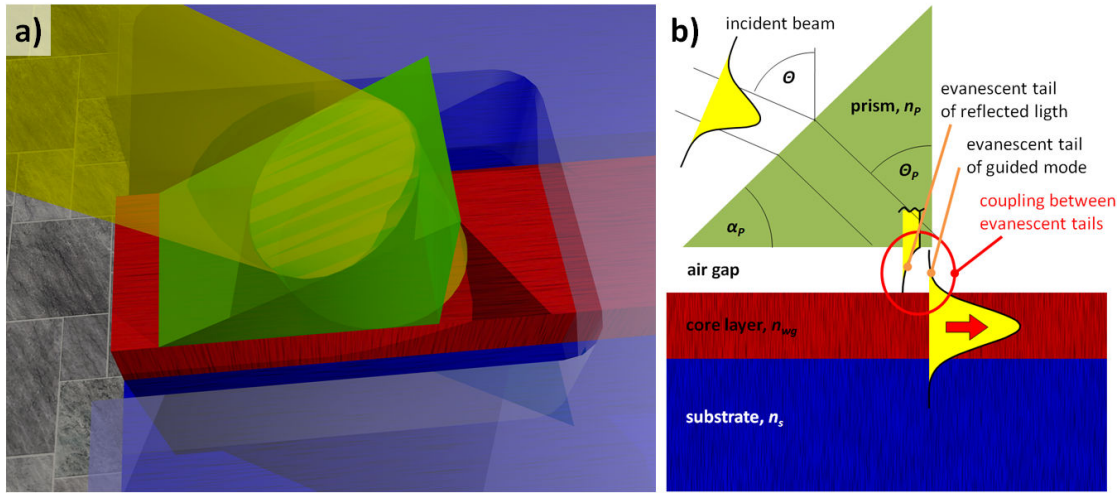 a)
b)
incident beam
Θ
prism, nP
evanescent tail
of reflected ligth
ΘP
evanescent tail
of guided mode
αP
coupling between
evanescent tails
air gap
core layer, nwg
substrate, ns